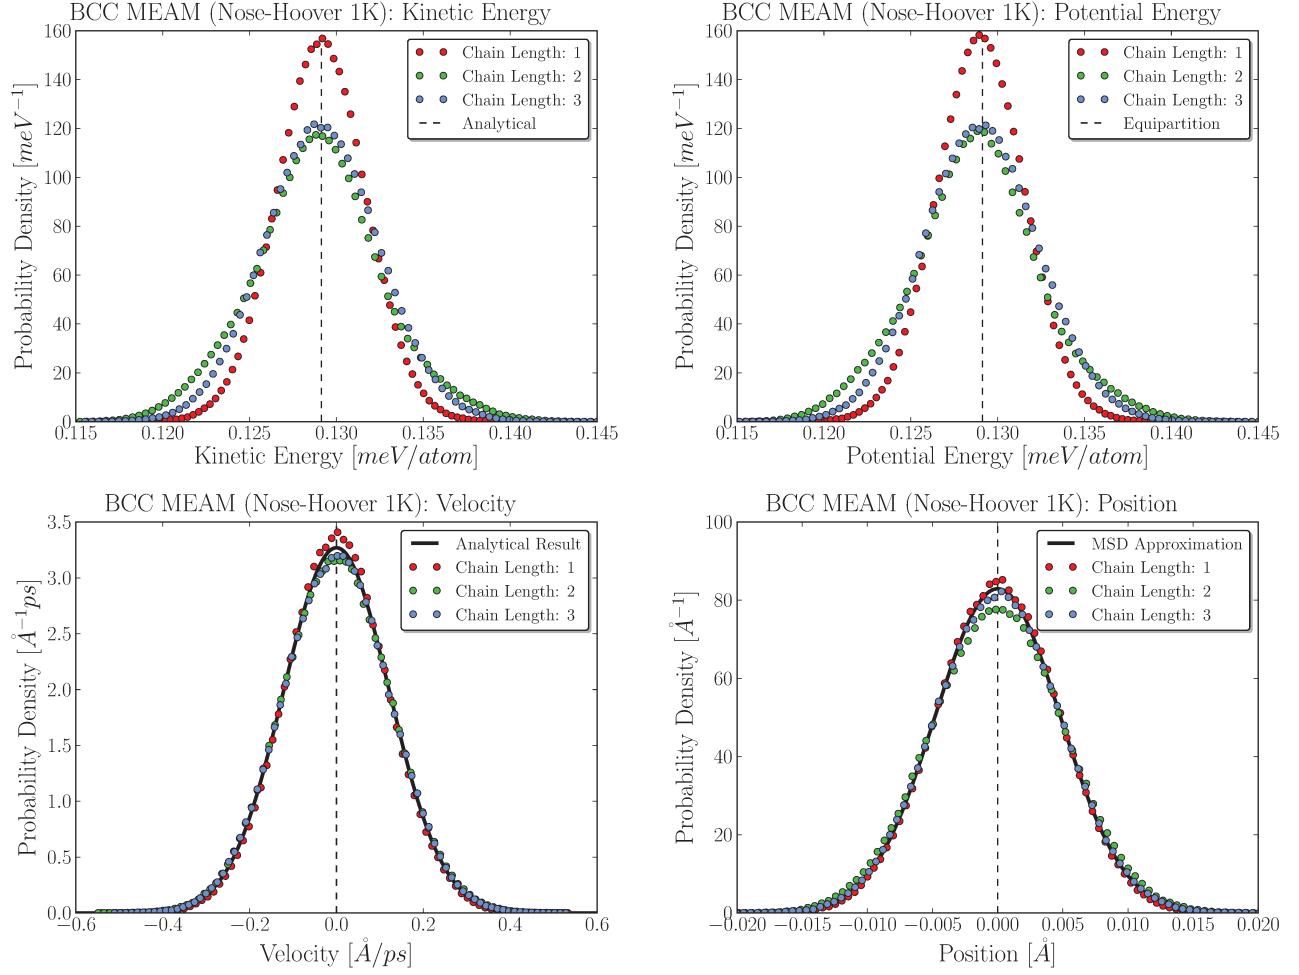 BCC MEAM (Nose-Hoover 1K): Kinetic Energy
Probability Density [meV⁻¹]
160
140
120
100
80
60
40
20
0
0.115 0.120 0.125 0.130 0.135 0.140 0.145
Kinetic Energy [meV/atom]
Chain Length: 1
Chain Length: 2
Chain Length: 3
Analytical
BCC MEAM (Nose-Hoover 1K): Potential Energy
Probability Density [meV⁻¹]
160
140
120
100
80
60
40
20
0
0.115 0.120 0.125 0.130 0.135 0.140 0.145
Potential Energy [meV/atom]
Chain Length: 1
Chain Length: 2
Chain Length: 3
Equipartition
BCC MEAM (Nose-Hoover 1K): Velocity
Probability Density [Å⁻¹ps]
3.5
3.0
2.5
2.0
1.5
1.0
0.5
0.0
−0.6 −0.4 −0.2 0.0 0.2 0.4 0.6
Velocity [Å/ps]
Analytical Result
Chain Length: 1
Chain Length: 2
Chain Length: 3
BCC MEAM (Nose-Hoover 1K): Position
Probability Density [Å⁻¹]
100
80
60
40
20
0
−0.020 −0.015 −0.010 −0.005 0.000 0.005 0.010 0.015 0.020
Position [Å]
MSD Approximation
Chain Length: 1
Chain Length: 2
Chain Length: 3